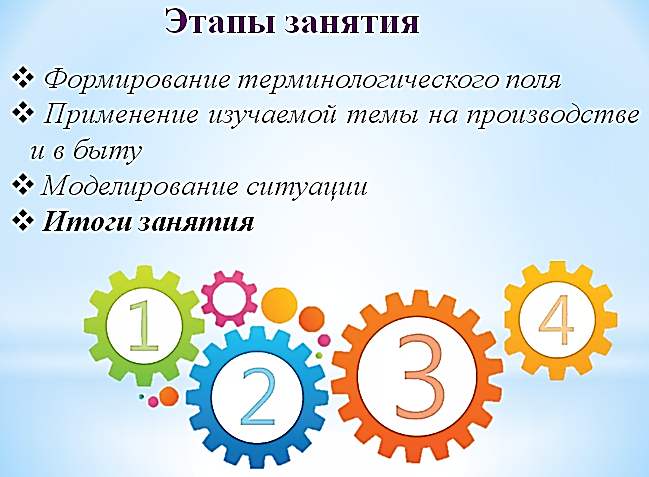 Этапы занятия
❖ Формирование терминологического поля
❖ Применение изучаемой темы на производстве
и в быту
❖ Моделирование ситуации
❖ Итоги занятия
1
2
3
4